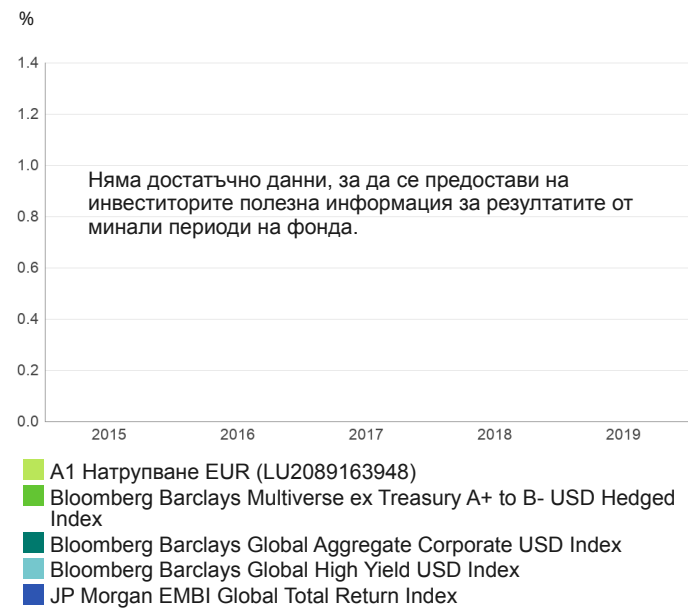 %
1.4
1.2
1.0
Няма достатъчно данни, за да се предостави на
инвеститорите полезна информация за резултатите от
минали периоди на фонда.
0.8
0.6
0.4
0.2
0.0
2015 2016 2017 2018 2019
A1 Натрупване EUR (LU2089163948)
Bloomberg Barclays Multiverse ex Treasury A+ to B- USD Hedged
Index
Bloomberg Barclays Global Aggregate Corporate USD Index
Bloomberg Barclays Global High Yield USD Index
JP Morgan EMBI Global Total Return Index